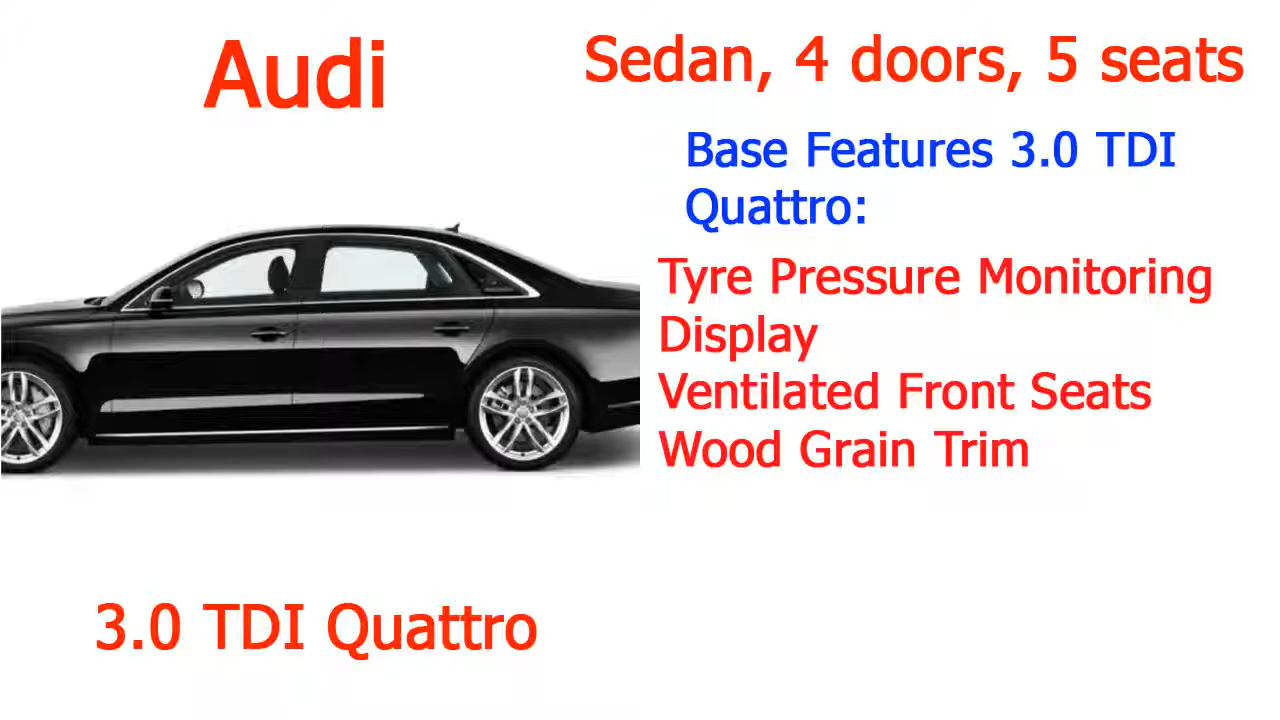 Audi
Sedan, 4 doors, 5 seats
Base Features 3.0 TDI
Quattro:
Tyre Pressure Monitoring
Display
Ventilated Front Seats
Wood Grain Trim
3.0 TDI Quattro